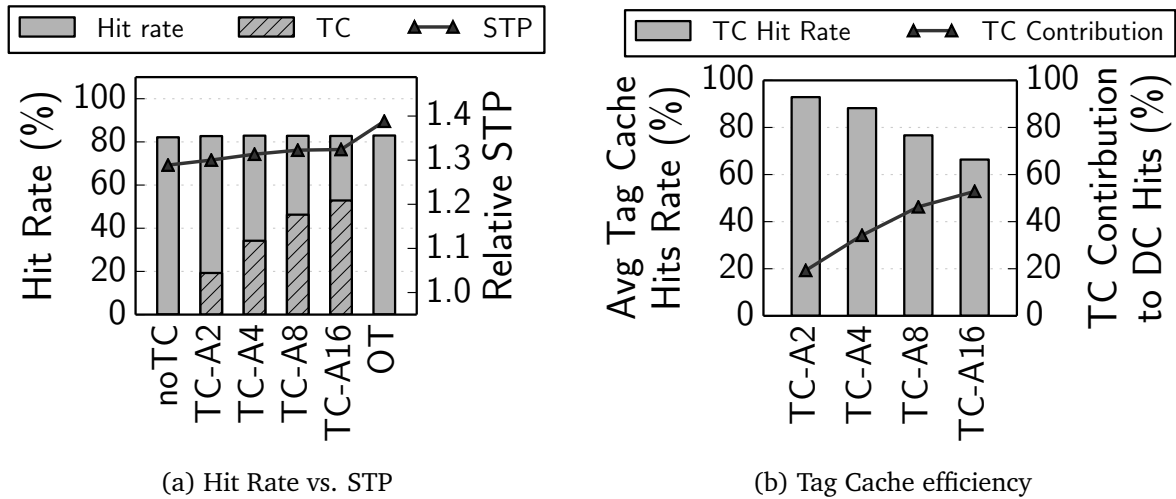 Hit rate TC STP
Hit Rate (%)
100
80
60
40
20
0
1.4
1.3
1.2
1.1
1.0
Relative STP
noTC
TC-A2
TC-A4
TC-A8
TC-A16
OT
(a) Hit Rate vs. STP
TC Hit Rate TC Contribution
Avg Tag Cache
Hits Rate (%)
100
80
60
40
20
0
100
80
60
40
20
0
TC Contirbution
to DC Hits (%)
TC-A2
TC-A4
TC-A8
TC-A16
(b) Tag Cache efficiency